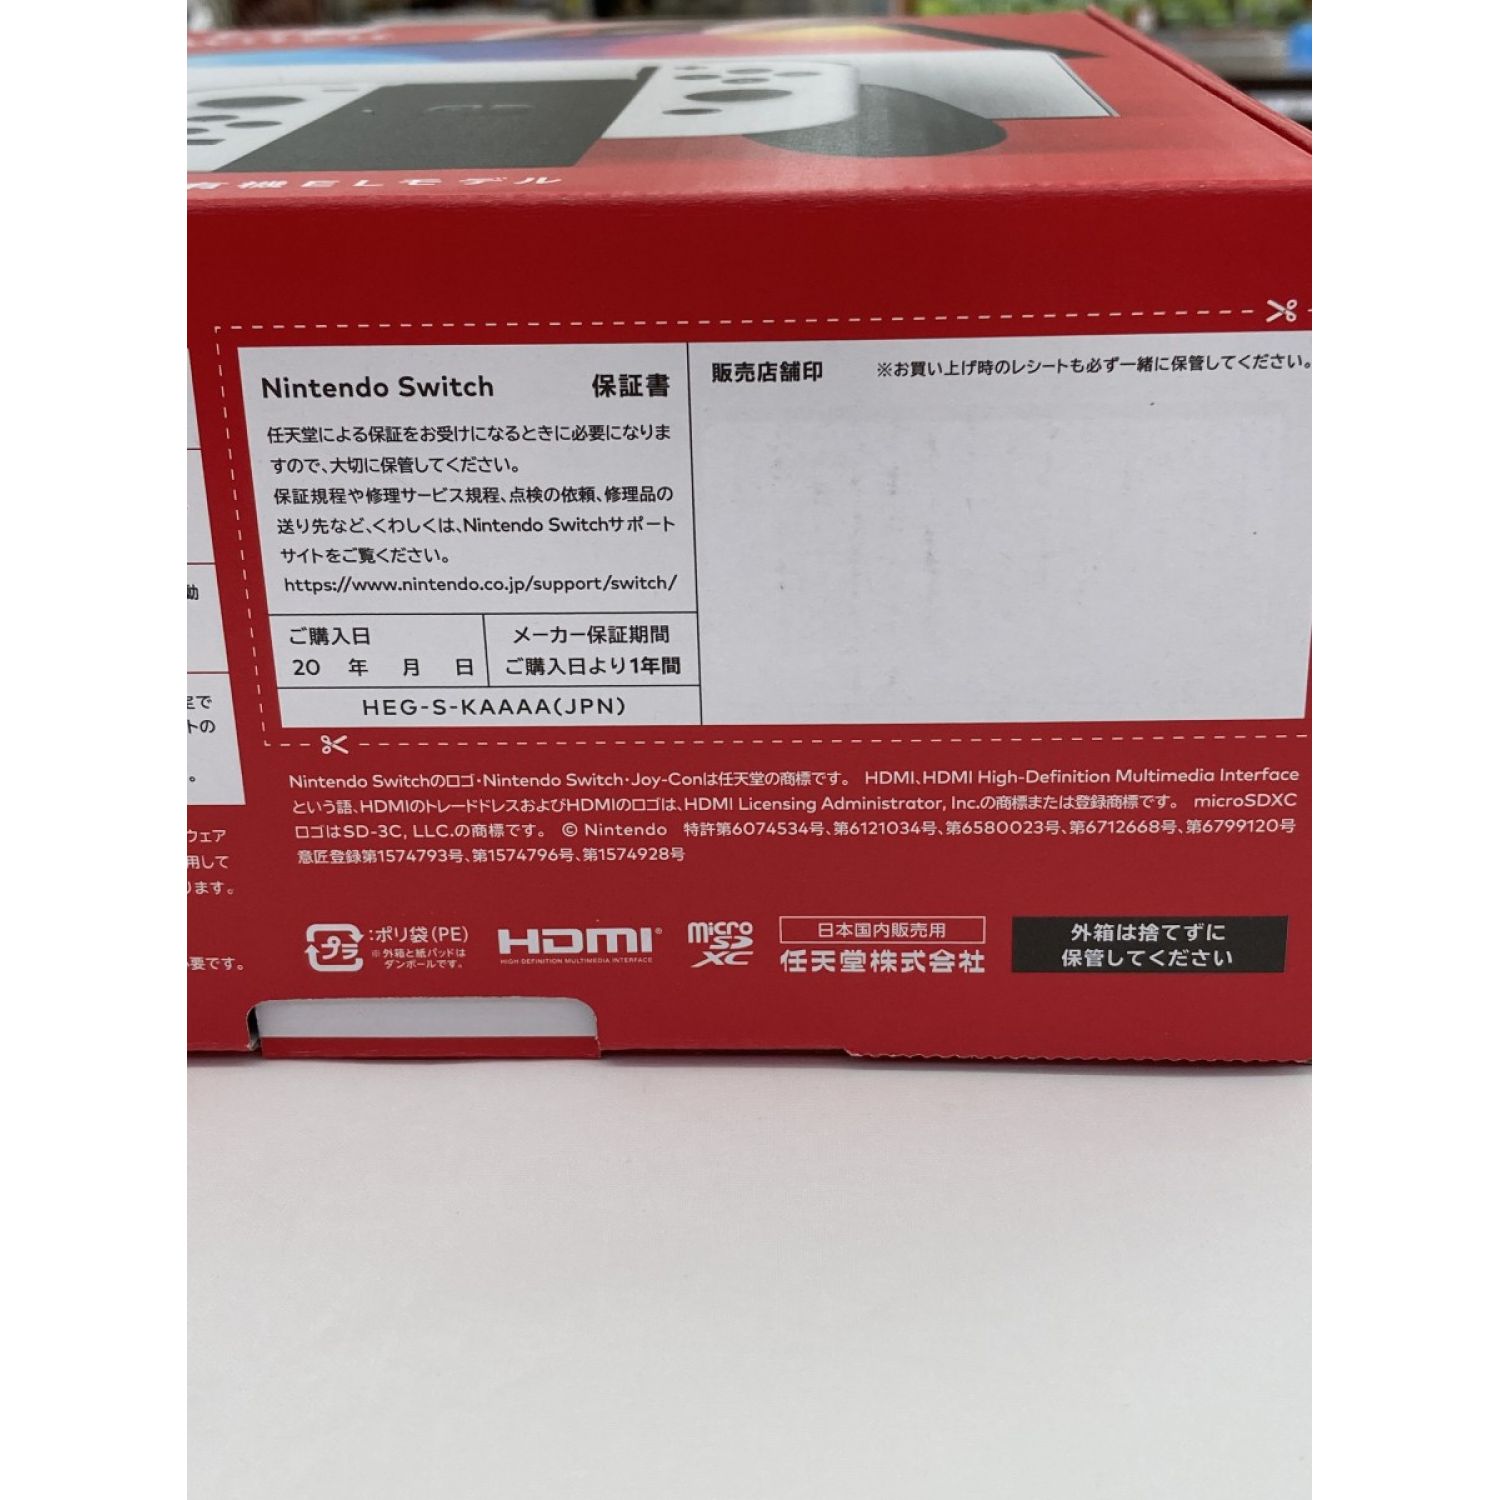 有機ELモデル
Nintendo Switch 保証書
任天堂による保証をお受けになるときに必要になりま
すので、大切に保管してください。
保証規程や修理サービス規程、点検の依頼、修理品の
送り先など、くわしくは、Nintendo Switchサポート
サイトをご覧ください。
https://www.nintendo.co.jp/support/switch/
ご購入日
20 年 月 日
メーカー保証期間
ご購入日より1年間
HEG-S-KAAAA(JPN)
販売店舗印 ※お買い上げ時のレシートも必ず一緒に保管してください。
動
で
トの
。
ウェア
用して
ります。
必要です。
Nintendo Switchのロゴ・Nintendo Switch・Joy-Conは任天堂の商標です。 HDMI、HDMI High-Definition Multimedia Interface
という語、HDMIのトレードドレスおよびHDMIのロゴは、HDMI Licensing Administrator, Inc.の商標または登録商標です。 microSDXC
ロゴはSD-3C, LLC.の商標です。 © Nintendo 特許第6074534号、第6121034号、第6580023号、第6712668号、第6799120号
意匠登録第1574793号、第1574796号、第1574928号
プラ
:ポリ袋(PE)
※外箱と紙パッドは
ダンボールです。
HDMI®
HIGH-DEFINITION MULTIMEDIA INTERFACE
micro
SD
XC
日本国内販売用
任天堂株式会社
外箱は捨てずに
保管してください